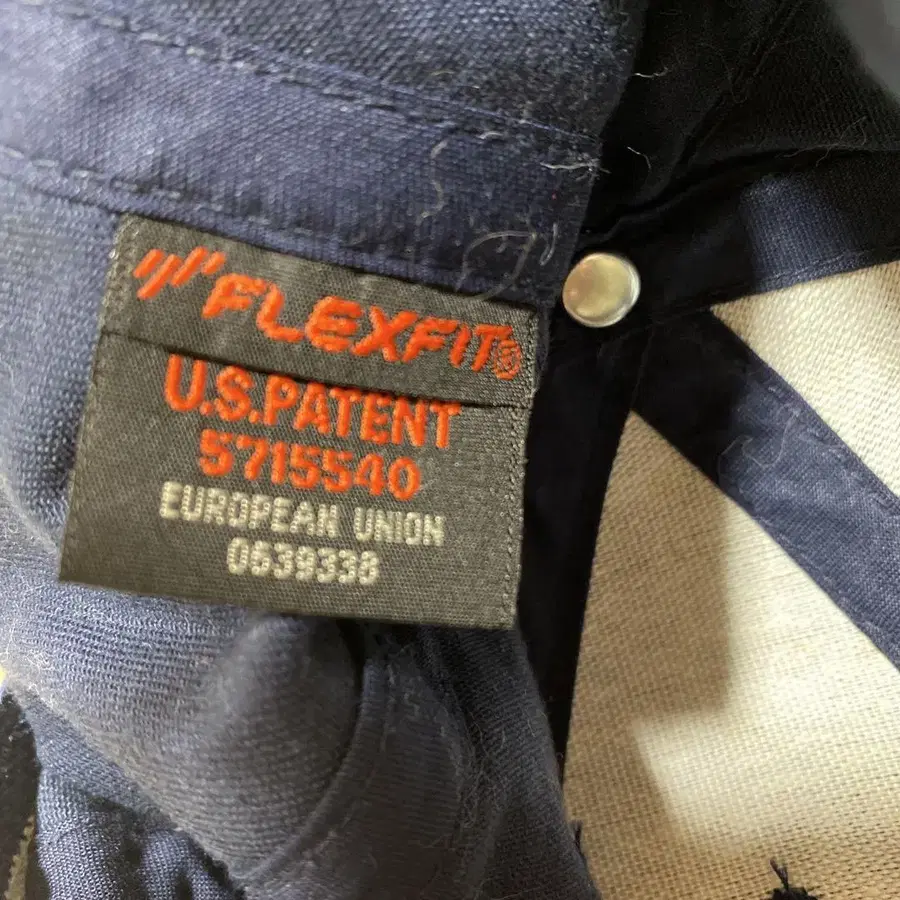 FLEXFIT®
U.S.PATENT
5715540
EUROPEAN UNION
0639338